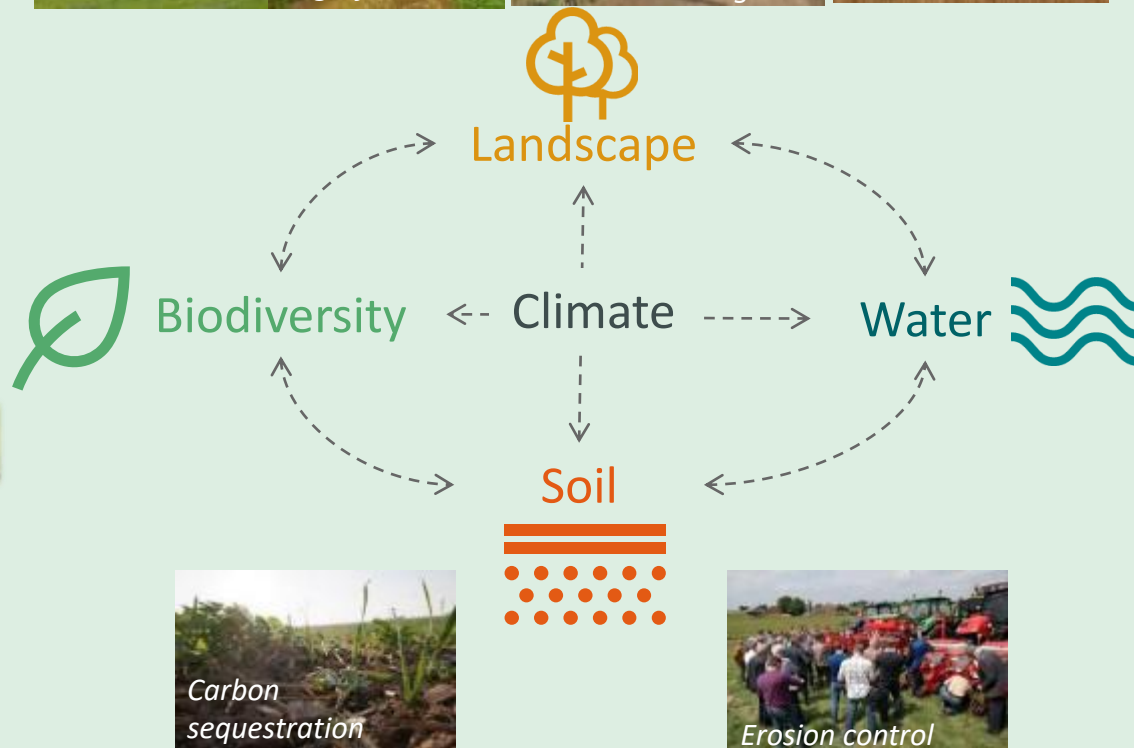 Landscape
Biodiversity
Climate
Water
Soil
Carbon
sequestration
Erosion control